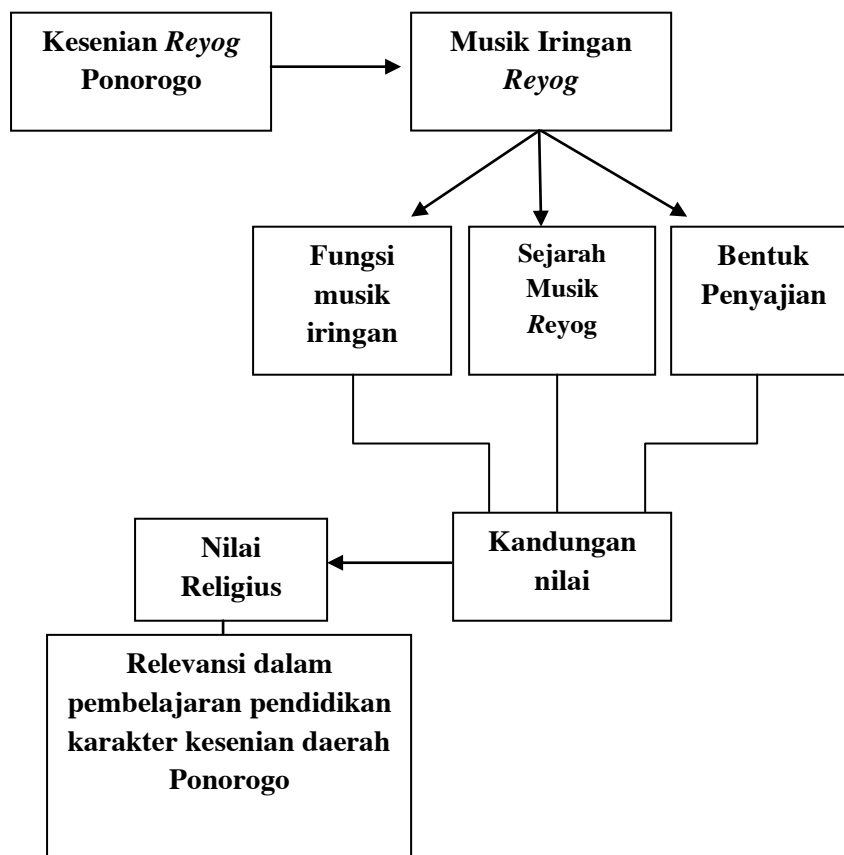 Kesenian Reyog
Ponorogo
Musik Iringan
Reyog
Fungsi
musik
iringan
Sejarah
Musik
Reyog
Bentuk
Penyajian
Nilai
Religius
Kandungan
nilai
Relevansi dalam
pembelajaran pendidikan
karakter kesenian daerah
Ponorogo